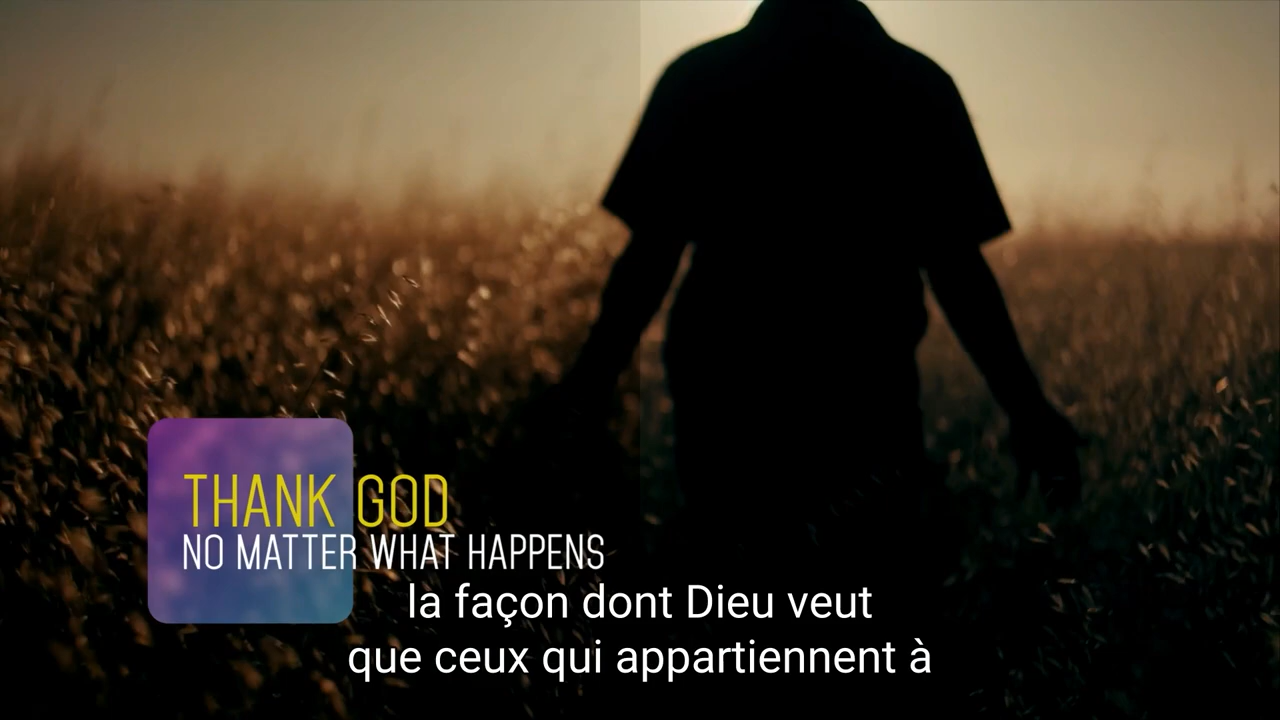 THANK GOD
NO MATTER WHAT HAPPENS
la façon dont Dieu veut
que ceux qui appartiennent à